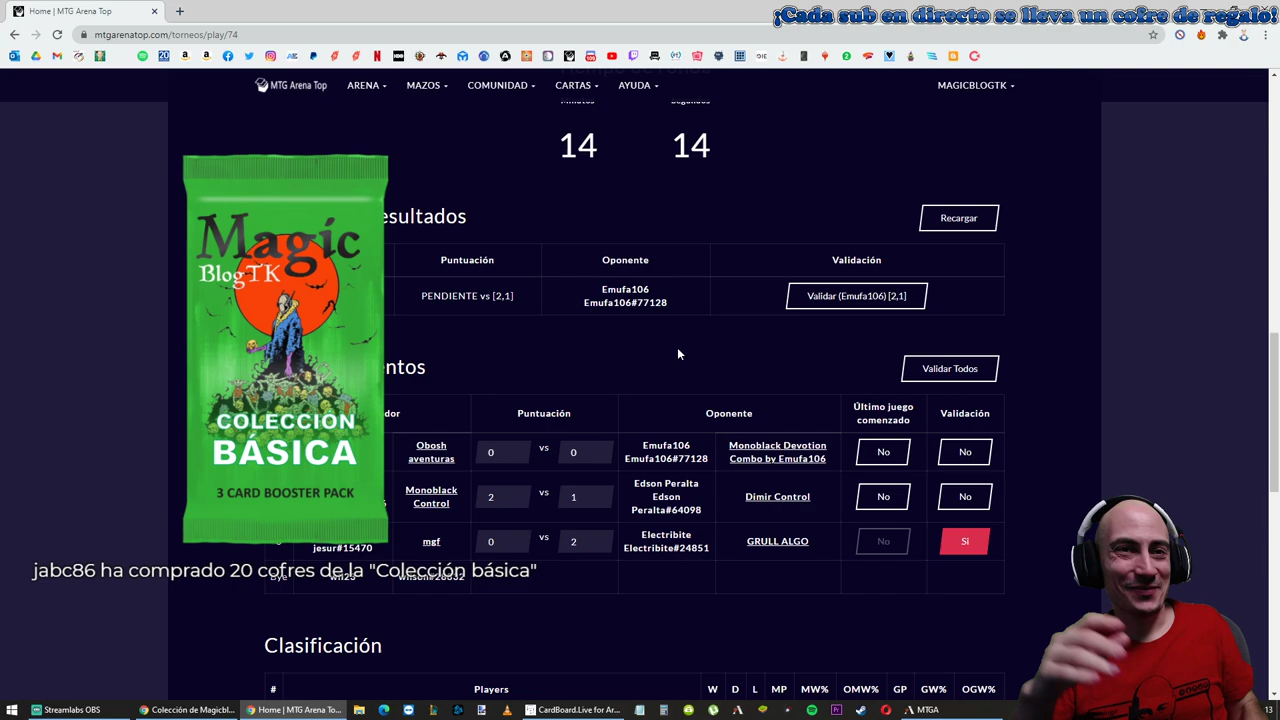 Home | MTG Arena Top
¡Cada sub en directo se lleva un cofre de regalo!
mtgarenatop.com/torneos/play/74
MTG Arena Top
ARENA
MAZOS
COMUNIDAD
CARTAS
AYUDA
MAGICBLOGTK
Minutos
Segundos
14
14
esultados
Recargar
Puntuación
Oponente
Validación
PENDIENTE vs [2,1]
Emufa106
Emufa106#77128
Validar (Emufa106) [2,1]
Magic
BlogTK
COLECCIÓN
BÁSICA
3 CARD BOOSTER PACK
entos
Validar Todos
dor
Puntuación
Oponente
Último juego
comenzado
Validación
Obosh
aventuras
0
vs
0
Emufa106
Emufa106#77128
Monoblack Devotion
Combo by Emufa106
No
No
Monoblack
Control
2
vs
1
Edson Peralta
Edson
Peralta#64098
Dimir Control
No
No
jesur#15470
mgf
0
vs
2
Electribite
Electribite#24851
GRULL ALGO
No
Si
jabc86 ha comprado 20 cofres de la "Colección básica"
Bye
Clasificación
#
Players
W
D
L
MP
MW%
OMW%
GP
GW%
OGW%
Streamlabs OBS
Colección de Magicbl...
Home | MTG Arena To...
CardBoard.Live for Ar...
MTGA
13